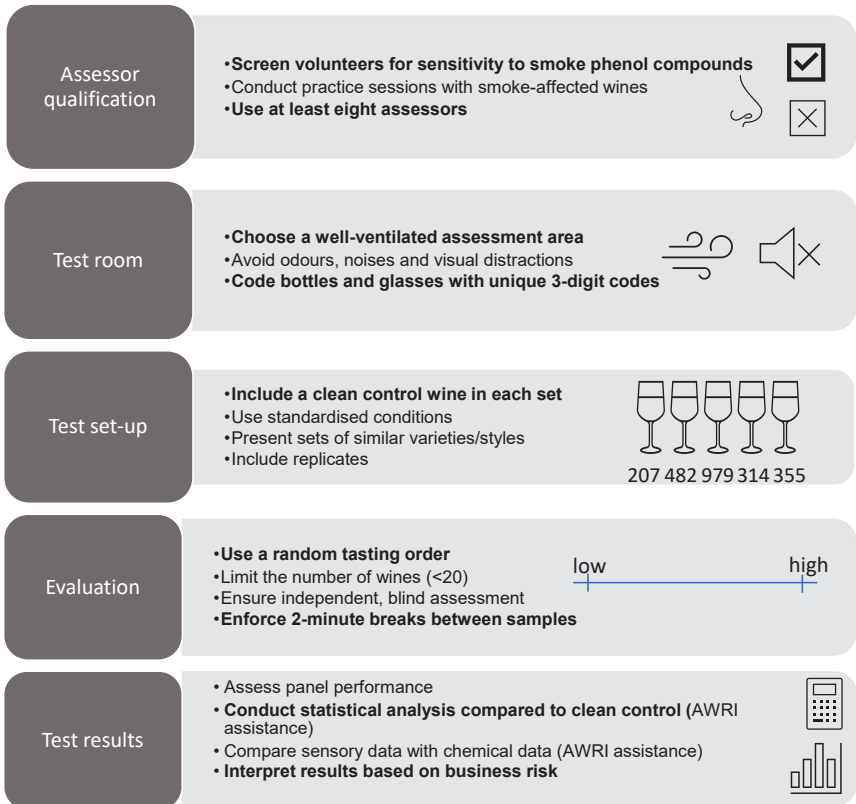 Assessor
qualification
•Screen volunteers for sensitivity to smoke phenol compounds
•Conduct practice sessions with smoke-affected wines
•Use at least eight assessors
Test room
•Choose a well-ventilated assessment area
•Avoid odours, noises and visual distractions
•Code bottles and glasses with unique 3-digit codes
Test set-up
•Include a clean control wine in each set
•Use standardised conditions
•Present sets of similar varieties/styles
•Include replicates
207 482 979 314 355
Evaluation
•Use a random tasting order
•Limit the number of wines (<20)
•Ensure independent, blind assessment
•Enforce 2-minute breaks between samples
low high
Test results
• Assess panel performance
• Conduct statistical analysis compared to clean control (AWRI
assistance)
• Compare sensory data with chemical data (AWRI assistance)
• Interpret results based on business risk